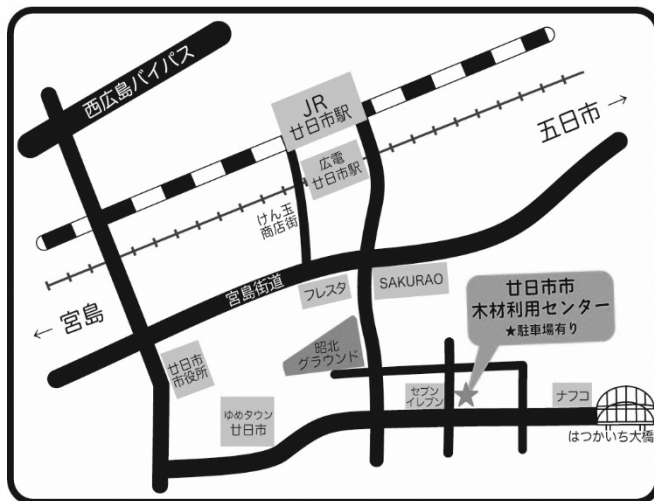 西広島バイパス
JR
廿日市駅
広電
廿日市駅
五日市 →
けん玉
商店街
宮島街道
← 宮島
フレスタ
SAKURAO
廿日市市
木材利用センター
★駐車場有り
昭北
グラウンド
廿日市
市役所
セブン
イレブン
ナフコ
ゆめタウン
廿日市
はつかいち大橋